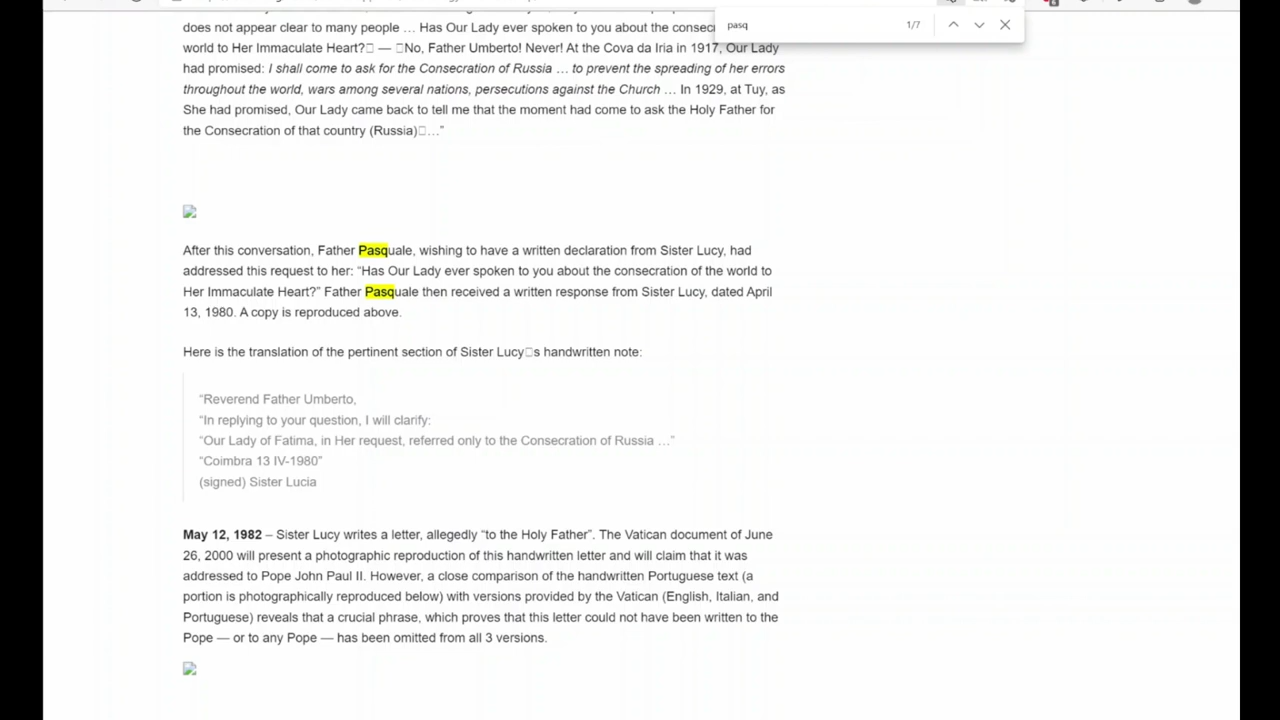 does not appear clear to many people … Has Our Lady ever spoken to you about the
pasq
1/7
world to Her Immaculate Heart?▯ — ▯No, Father Umberto! Never! At the Cova da Iria in 1917, Our Lady
had promised: I shall come to ask for the Consecration of Russia … to prevent the spreading of her errors
throughout the world, wars among several nations, persecutions against the Church … In 1929, at Tuy, as
She had promised, Our Lady came back to tell me that the moment had come to ask the Holy Father for
the Consecration of that country (Russia)▯…”
After this conversation, Father Pasquale, wishing to have a written declaration from Sister Lucy, had
addressed this request to her: “Has Our Lady ever spoken to you about the consecration of the world to
Her Immaculate Heart?” Father Pasquale then received a written response from Sister Lucy, dated April
13, 1980. A copy is reproduced above.
Here is the translation of the pertinent section of Sister Lucy▯s handwritten note:
“Reverend Father Umberto,
“In replying to your question, I will clarify:
“Our Lady of Fatima, in Her request, referred only to the Consecration of Russia …”
“Coimbra 13 IV-1980”
(signed) Sister Lucia
May 12, 1982 – Sister Lucy writes a letter, allegedly “to the Holy Father”. The Vatican document of June
26, 2000 will present a photographic reproduction of this handwritten letter and will claim that it was
addressed to Pope John Paul II. However, a close comparison of the handwritten Portuguese text (a
portion is photographically reproduced below) with versions provided by the Vatican (English, Italian, and
Portuguese) reveals that a crucial phrase, which proves that this letter could not have been written to the
Pope — or to any Pope — has been omitted from all 3 versions.